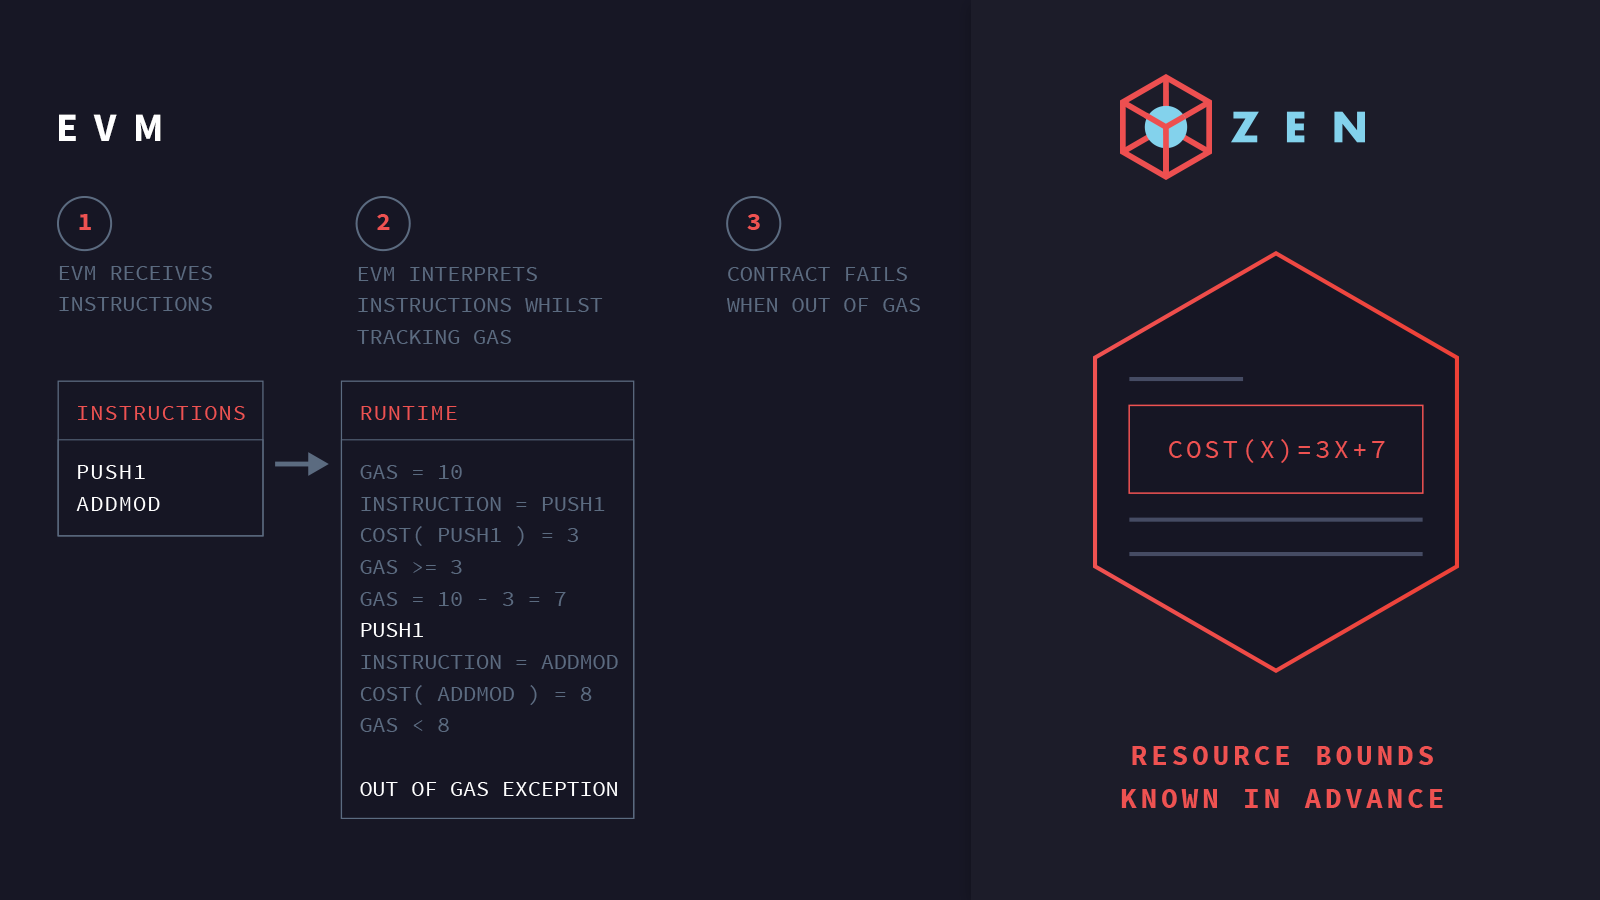 EVM
1
EVM RECEIVES
INSTRUCTIONS
2
EVM INTERPRETS
INSTRUCTIONS WHILST
TRACKING GAS
3
CONTRACT FAILS
WHEN OUT OF GAS
INSTRUCTIONS
PUSH1
ADDMOD
RUNTIME
GAS = 10
INSTRUCTION = PUSH1
COST( PUSH1 ) = 3
GAS >= 3
GAS = 10 - 3 = 7
PUSH1
INSTRUCTION = ADDMOD
COST( ADDMOD ) = 8
GAS < 8
OUT OF GAS EXCEPTION
ZEN
COST(X)=3X+7
RESOURCE BOUNDS
KNOWN IN ADVANCE